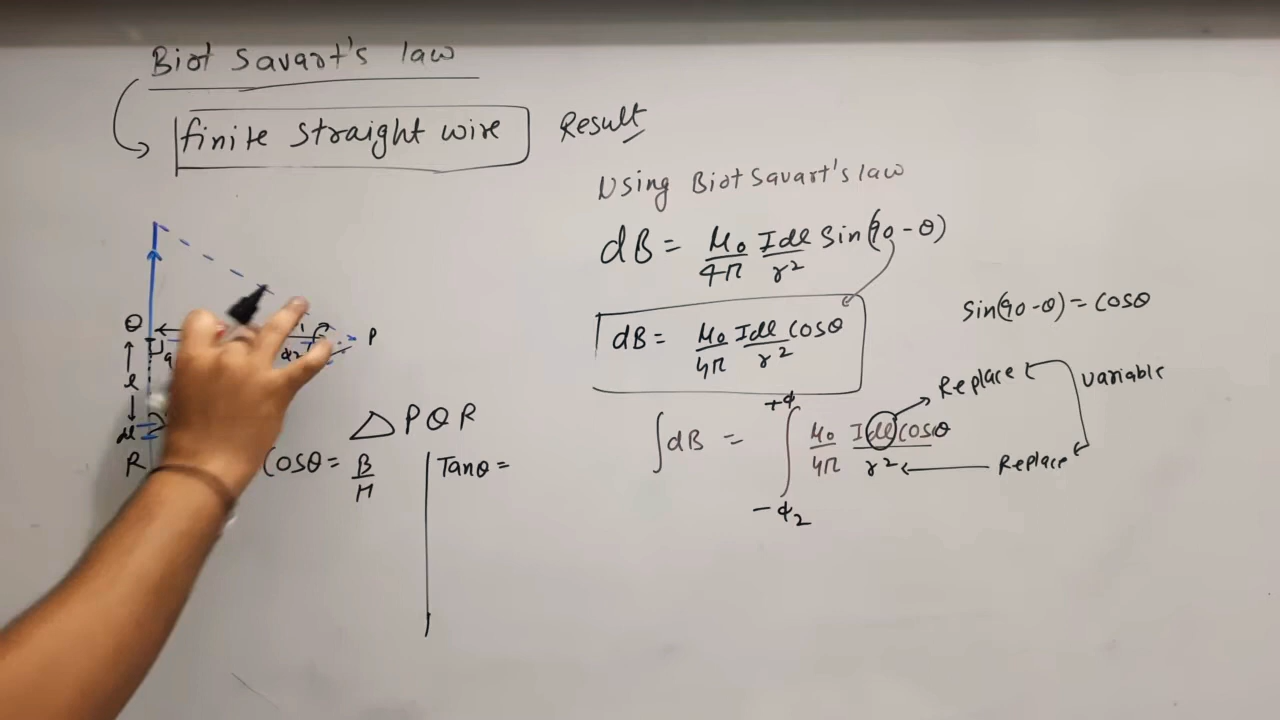 Biot Savart's law
finite straight wire Result
Using Biot Savart's law
dB = μ₀/4π Idl/r² sin(90 - θ)
dB = μ₀/4π Idl cosθ/r²
sin(90-θ) = cosθ
∫dB = ∫ μ₀/4π Idl cosθ/r²
+ϕ
-ϕ₂
Replace
variable
Replace
Q
l
dl
R
P
ϕ2
△ PQR
Cosθ = B/H
Tanθ =